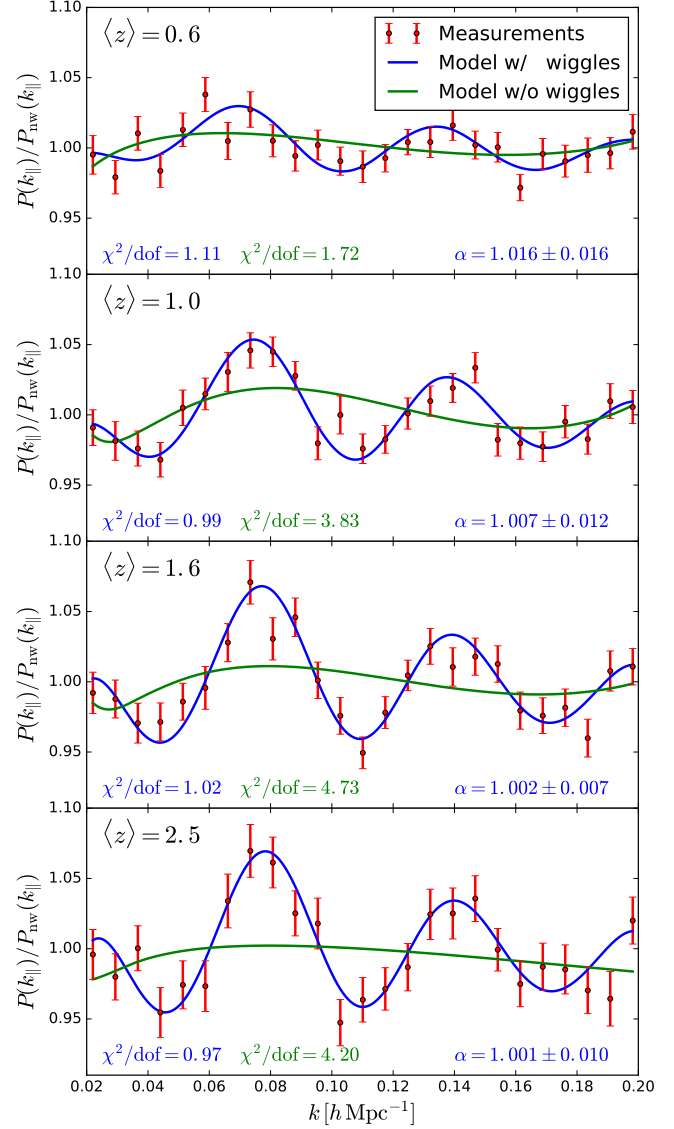 1.10
⟨z⟩ = 0.6
Measurements
Model w/ wiggles
Model w/o wiggles
1.05
1.00
0.95
P(k∥)/Pnw(k∥)
χ²/dof = 1.11 χ²/dof = 1.72 α = 1.016 ± 0.016
1.10
⟨z⟩ = 1.0
1.05
1.00
0.95
P(k∥)/Pnw(k∥)
χ²/dof = 0.99 χ²/dof = 3.83 α = 1.007 ± 0.012
1.10
⟨z⟩ = 1.6
1.05
1.00
0.95
P(k∥)/Pnw(k∥)
χ²/dof = 1.02 χ²/dof = 4.73 α = 1.002 ± 0.007
1.10
⟨z⟩ = 2.5
1.05
1.00
0.95
P(k∥)/Pnw(k∥)
χ²/dof = 0.97 χ²/dof = 4.20 α = 1.001 ± 0.010
0.02 0.04 0.06 0.08 0.10 0.12 0.14 0.16 0.18 0.20
k [h Mpc⁻¹]